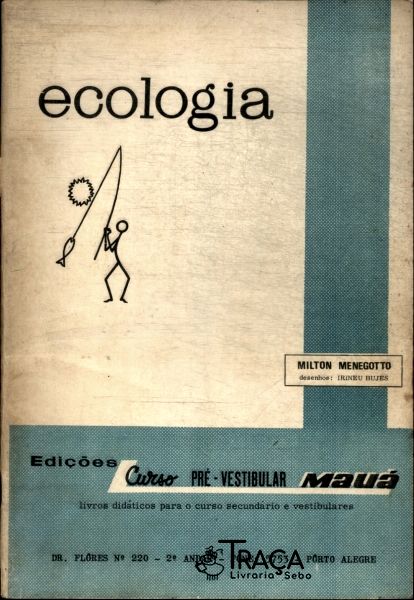 ecologia
MILTON MENEGOTTO
desenhos: IRINEU BUJES
Edições Curso PRÉ-VESTIBULAR MAUÁ
livros didáticos para o curso secundário e vestibulares
DR. FLÔRES Nº 220 - 2º PÔRTO ALEGRE
TRAÇA
Livraria Sebo